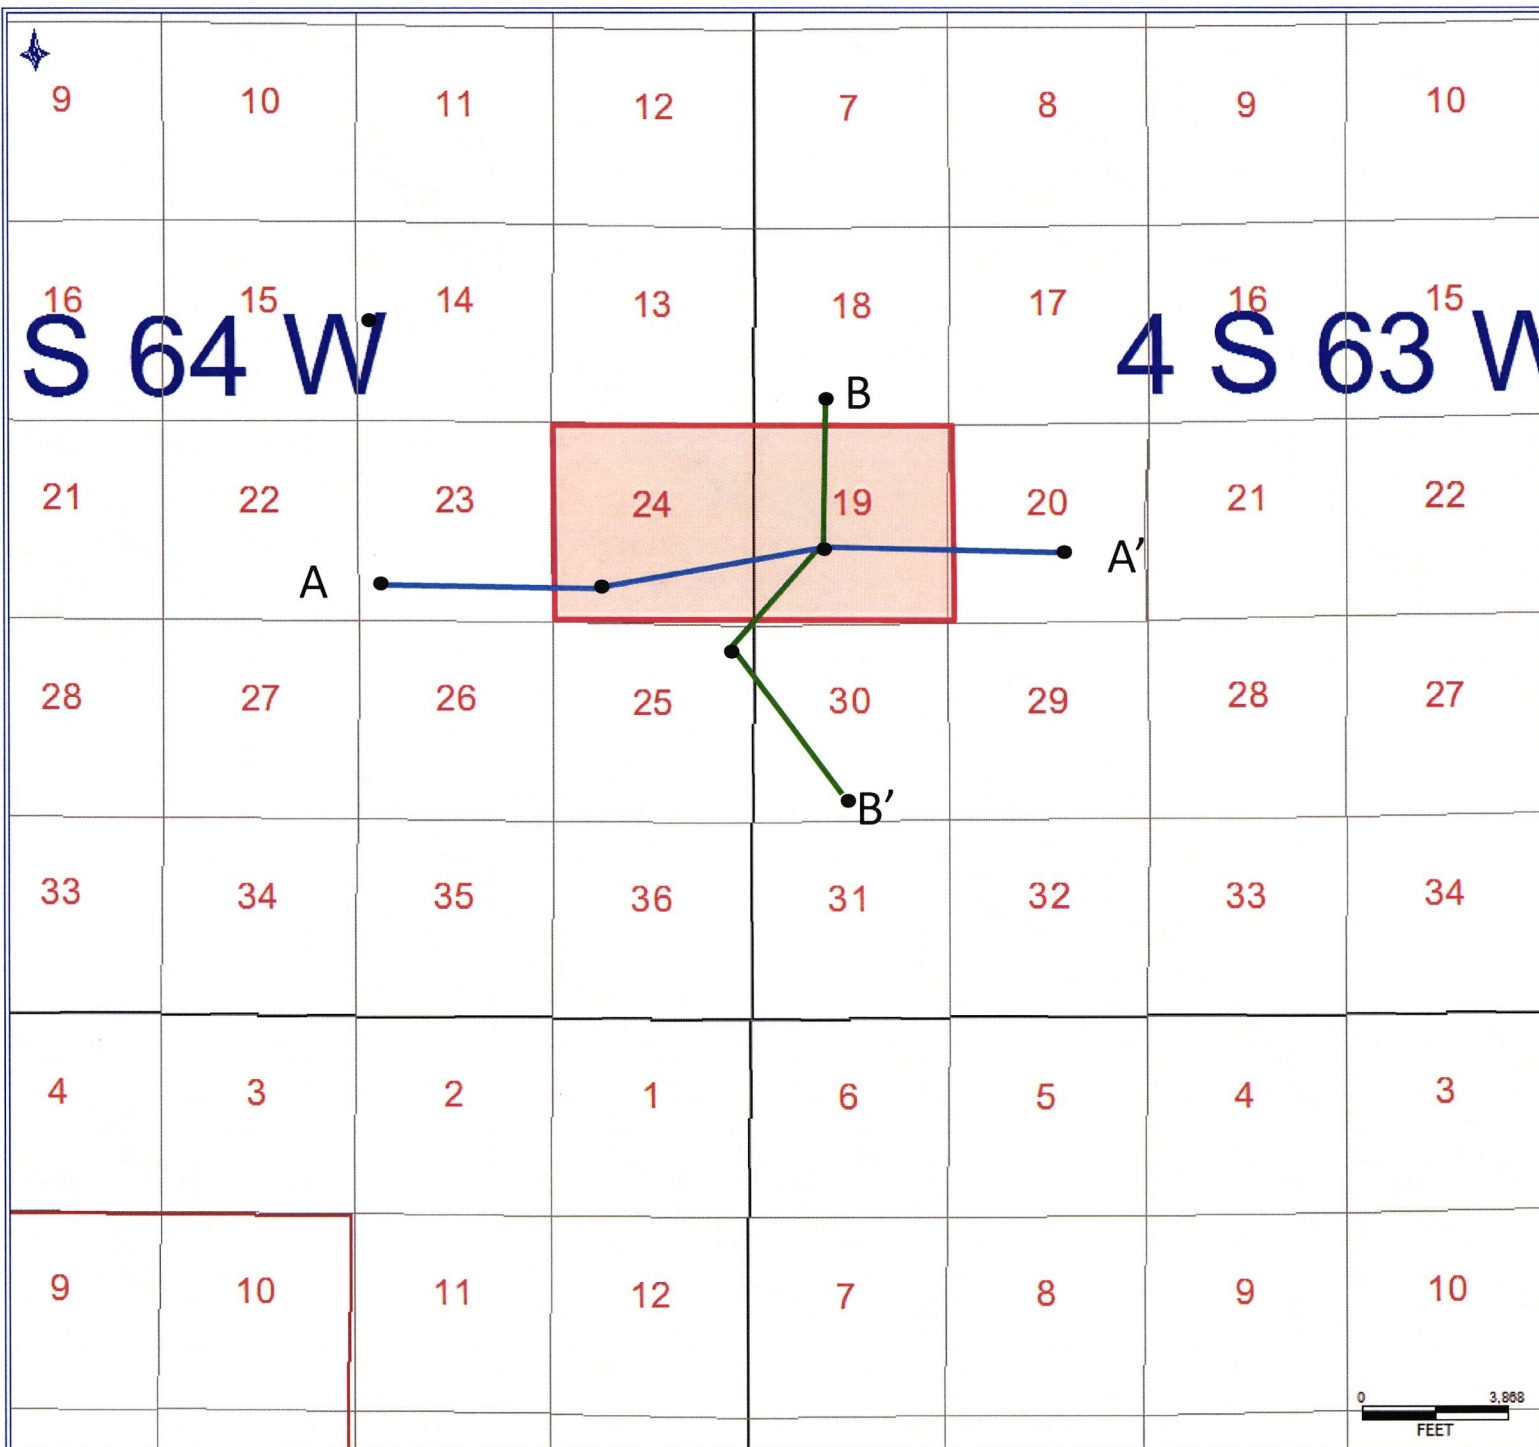 9 10 11 12 7 8 9 10
16 15 14 13 18 17 16 15
S 64 W 4 S 63 W
B
21 22 23 24 19 20 21 22
A A’
28 27 26 25 30 29 28 27
B’
33 34 35 36 31 32 33 34
4 3 2 1 6 5 4 3
9 10 11 12 7 8 9 10
0 3,868
FEET